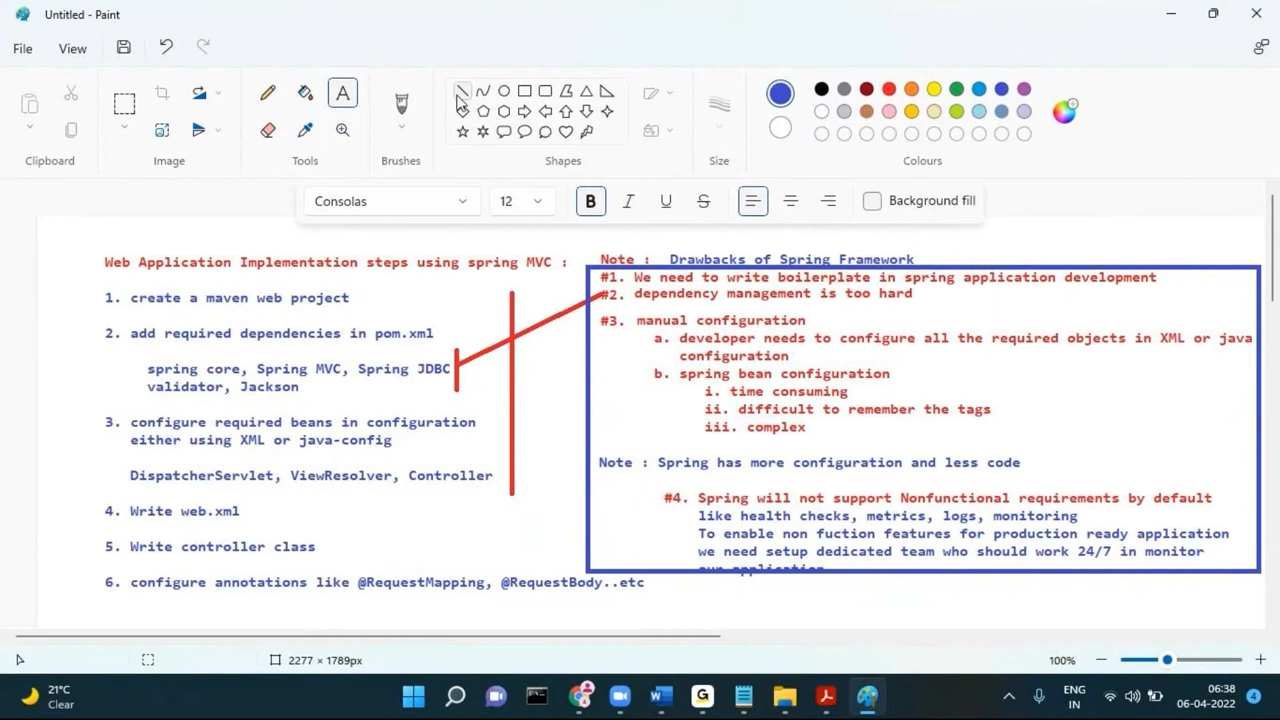 Untitled - Paint
File
View
Clipboard
Image
Tools
Brushes
Shapes
Size
Colours
Consolas
12
B
I
U
S
Background fill
Web Application Implementation steps using spring MVC :
1. create a maven web project
2. add required dependencies in pom.xml
spring core, Spring MVC, Spring JDBC
validator, Jackson
3. configure required beans in configuration
either using XML or java-config
DispatcherServlet, ViewResolver, Controller
4. Write web.xml
5. Write controller class
6. configure annotations like @RequestMapping, @RequestBody..etc
Note : Drawbacks of Spring Framework
#1. We need to write boilerplate in spring application development
#2. dependency management is too hard
#3. manual configuration
a. developer needs to configure all the required objects in XML or java
configuration
b. spring bean configuration
i. time consuming
ii. difficult to remember the tags
iii. complex
Note : Spring has more configuration and less code
#4. Spring will not support Nonfunctional requirements by default
like health checks, metrics, logs, monitoring
To enable non fuction features for production ready application
we need setup dedicated team who should work 24/7 in monitor
our application
2277 × 1789px
100%
21°C
Clear
ENG
IN
06:38
06-04-2022
4